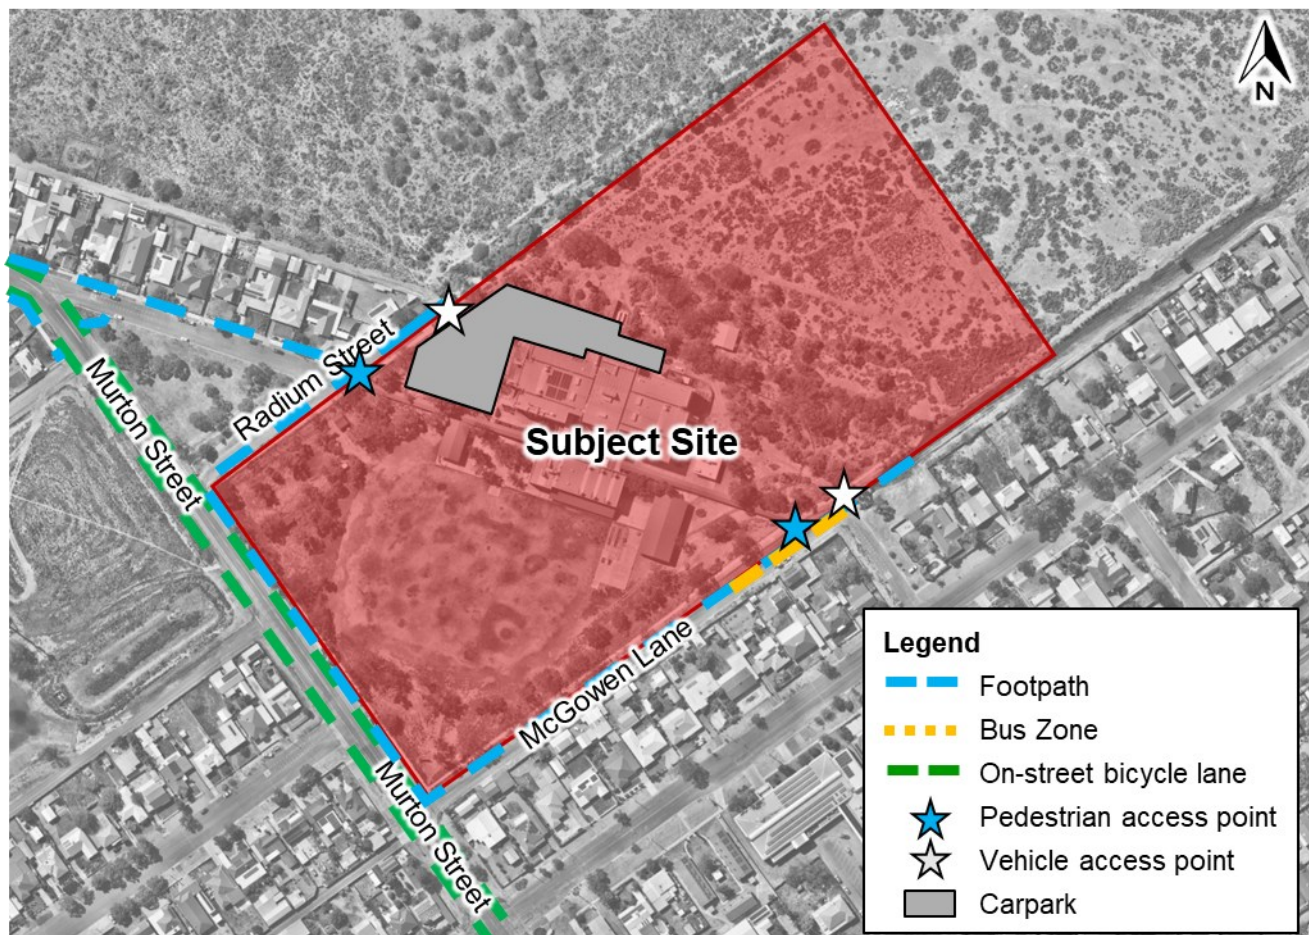 N
Radium Street
Murton Street
Subject Site
McGowen Lane
Murton Street
Legend
Footpath
Bus Zone
On-street bicycle lane
Pedestrian access point
Vehicle access point
Carpark